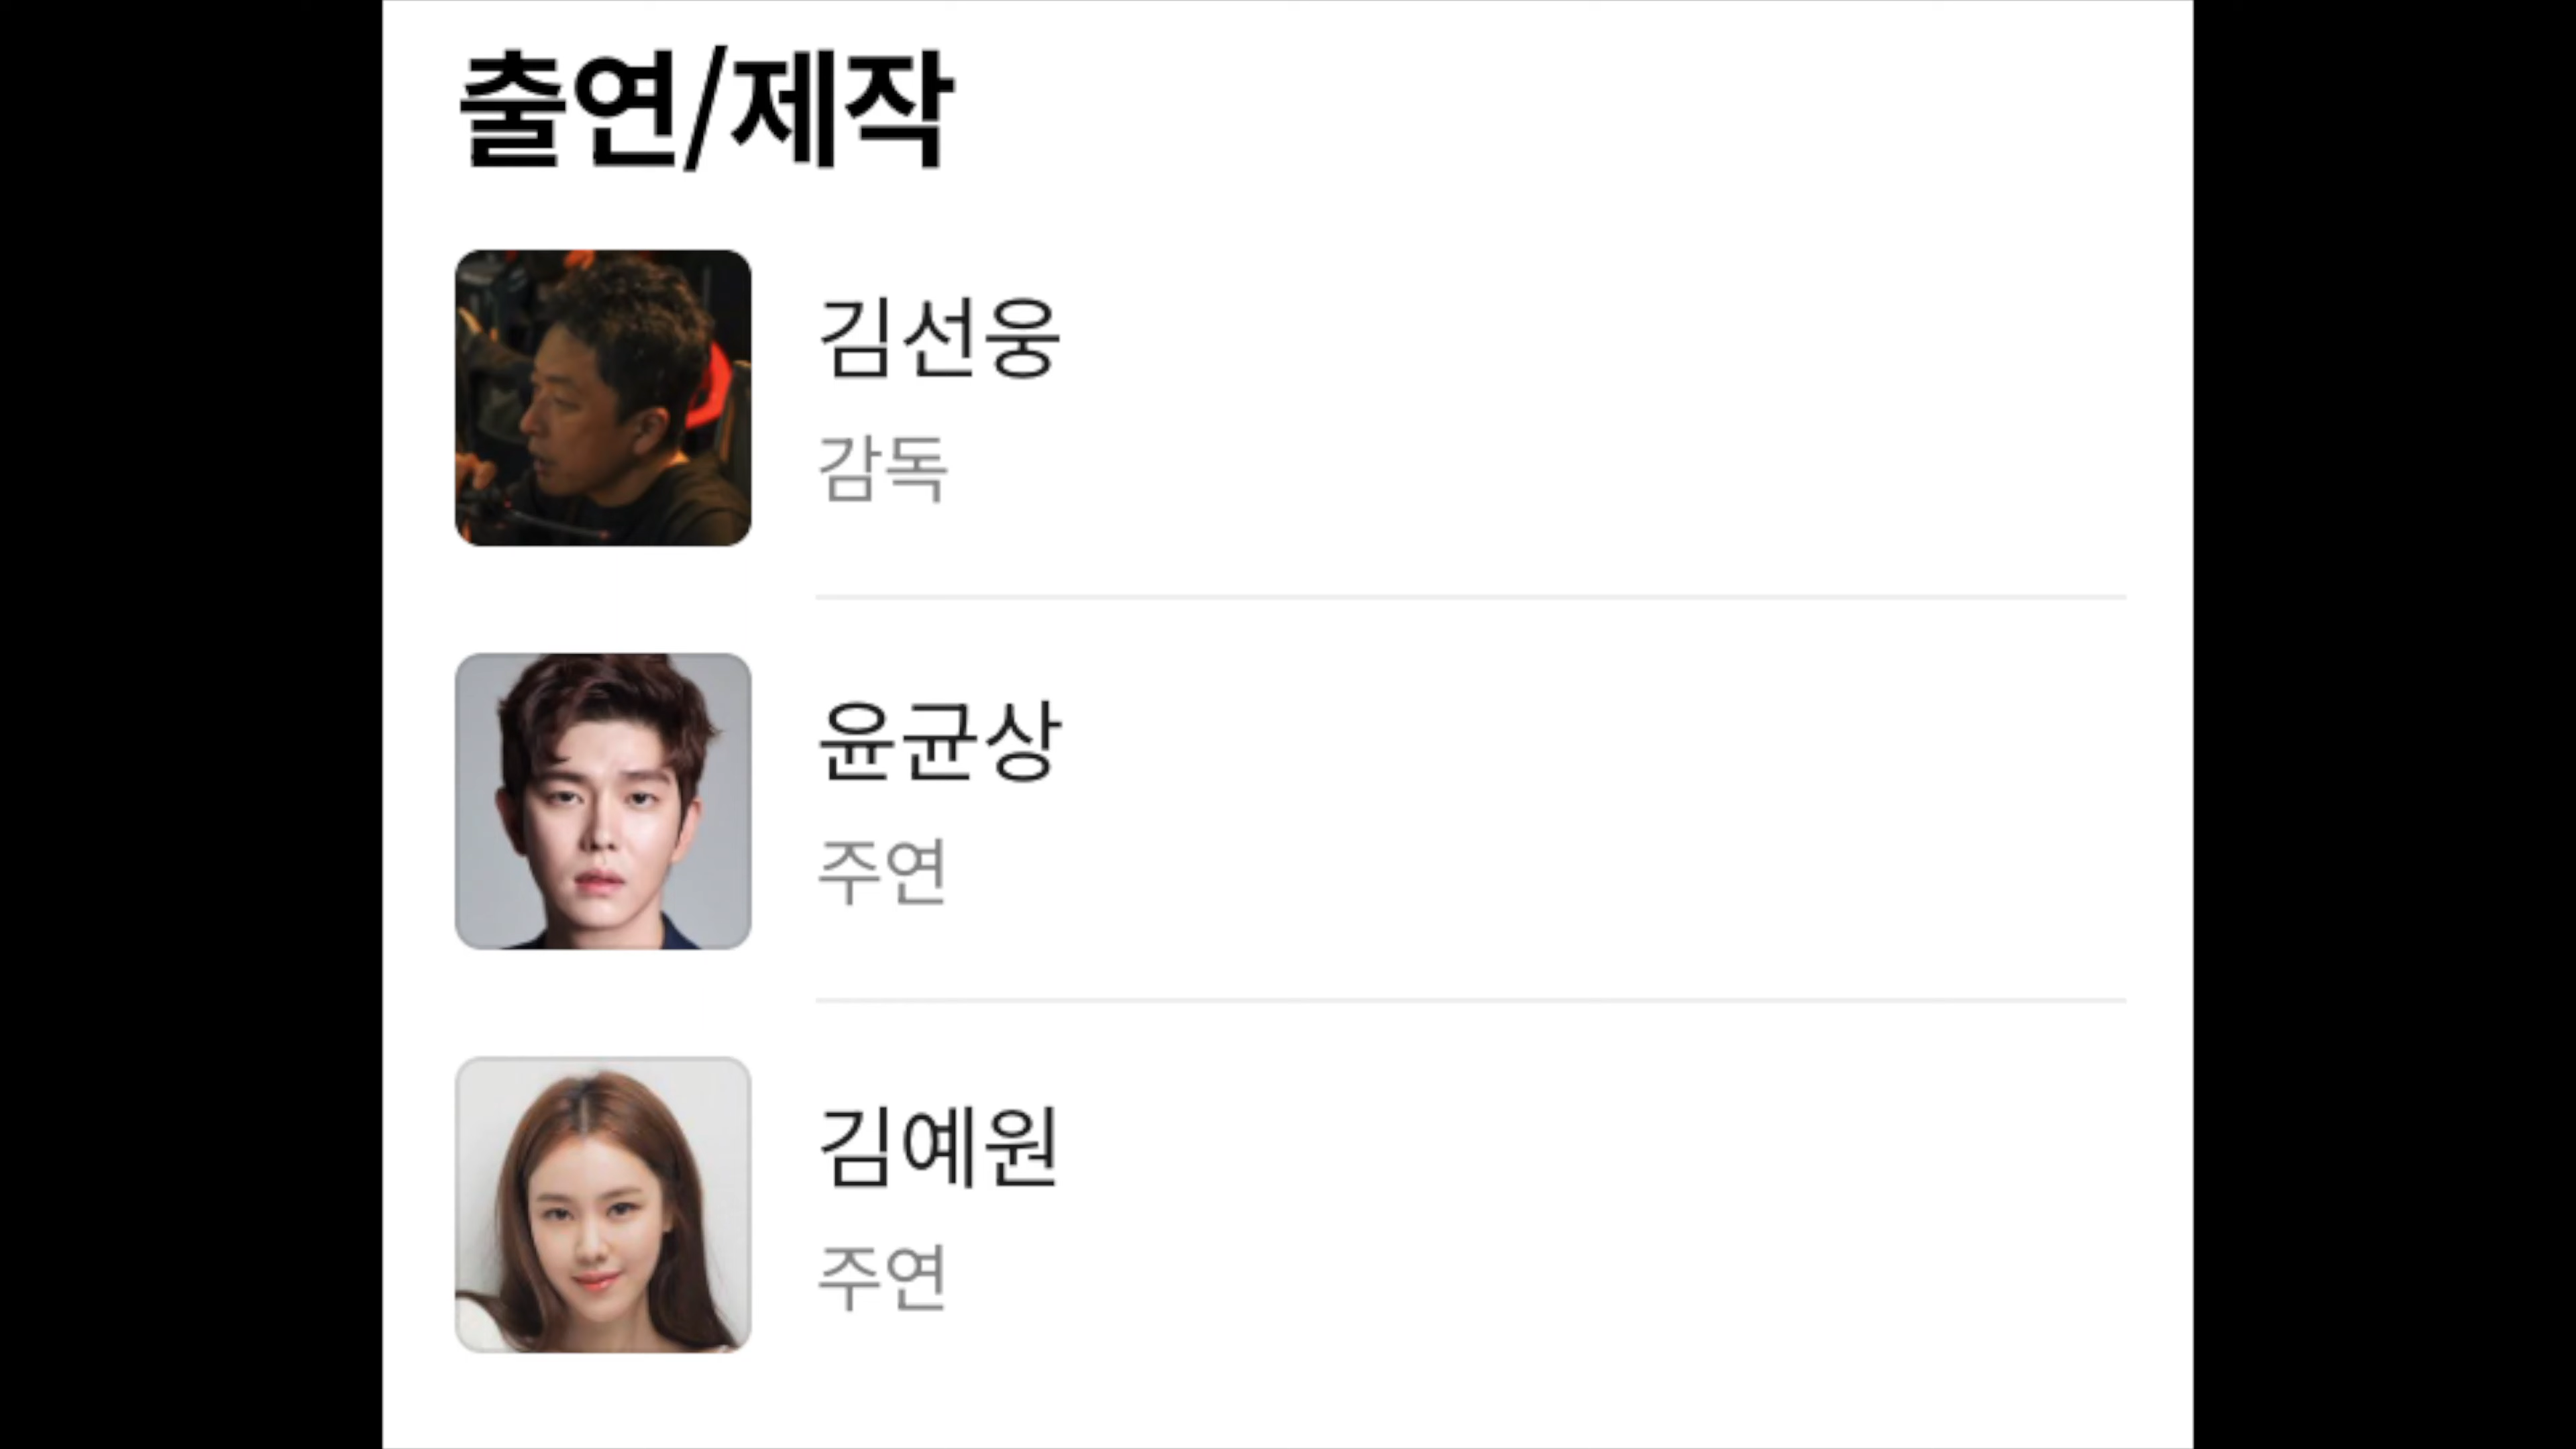 출연/제작
김선웅
감독
윤균상
주연
김예원
주연